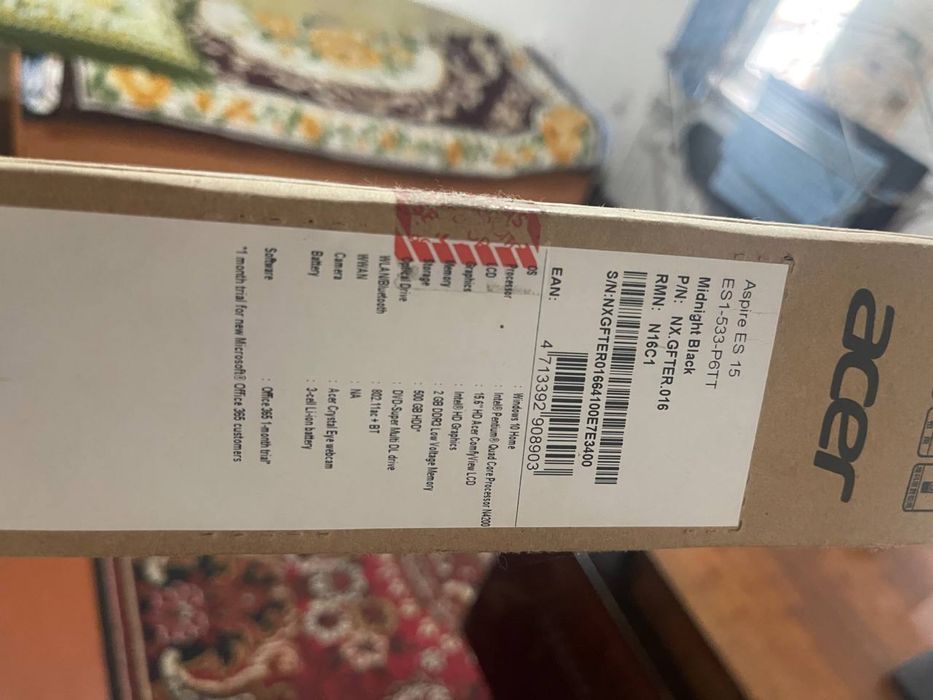 acer
Aspire ES 15
ES1-533-P6TT
Midnight Black
P/N: NX.GFTER.016
RMN: N16C1
S/N:NXGFTER01664100E7E3400
EAN: 4 713392 908903
OS : Windows 10 Home
Processor : Intel® Pentium® Quad Core Processor N4200
LCD : 15.6" HD Acer ComfyView LCD
Graphics : Intel® HD Graphics
Memory : 2 GB DDR3 Low Voltage Memory
Storage : 500 GB HDD*
Optical Drive : DVD-Super Multi DL drive
WLAN/Bluetooth : 802.11ac + BT
WWAN : NA
Camera : Acer Crystal Eye webcam
Battery : 3-cell Li-ion battery
Software : Office 365 1-month trial*
*1 month trial for new Microsoft® Office 365 customers